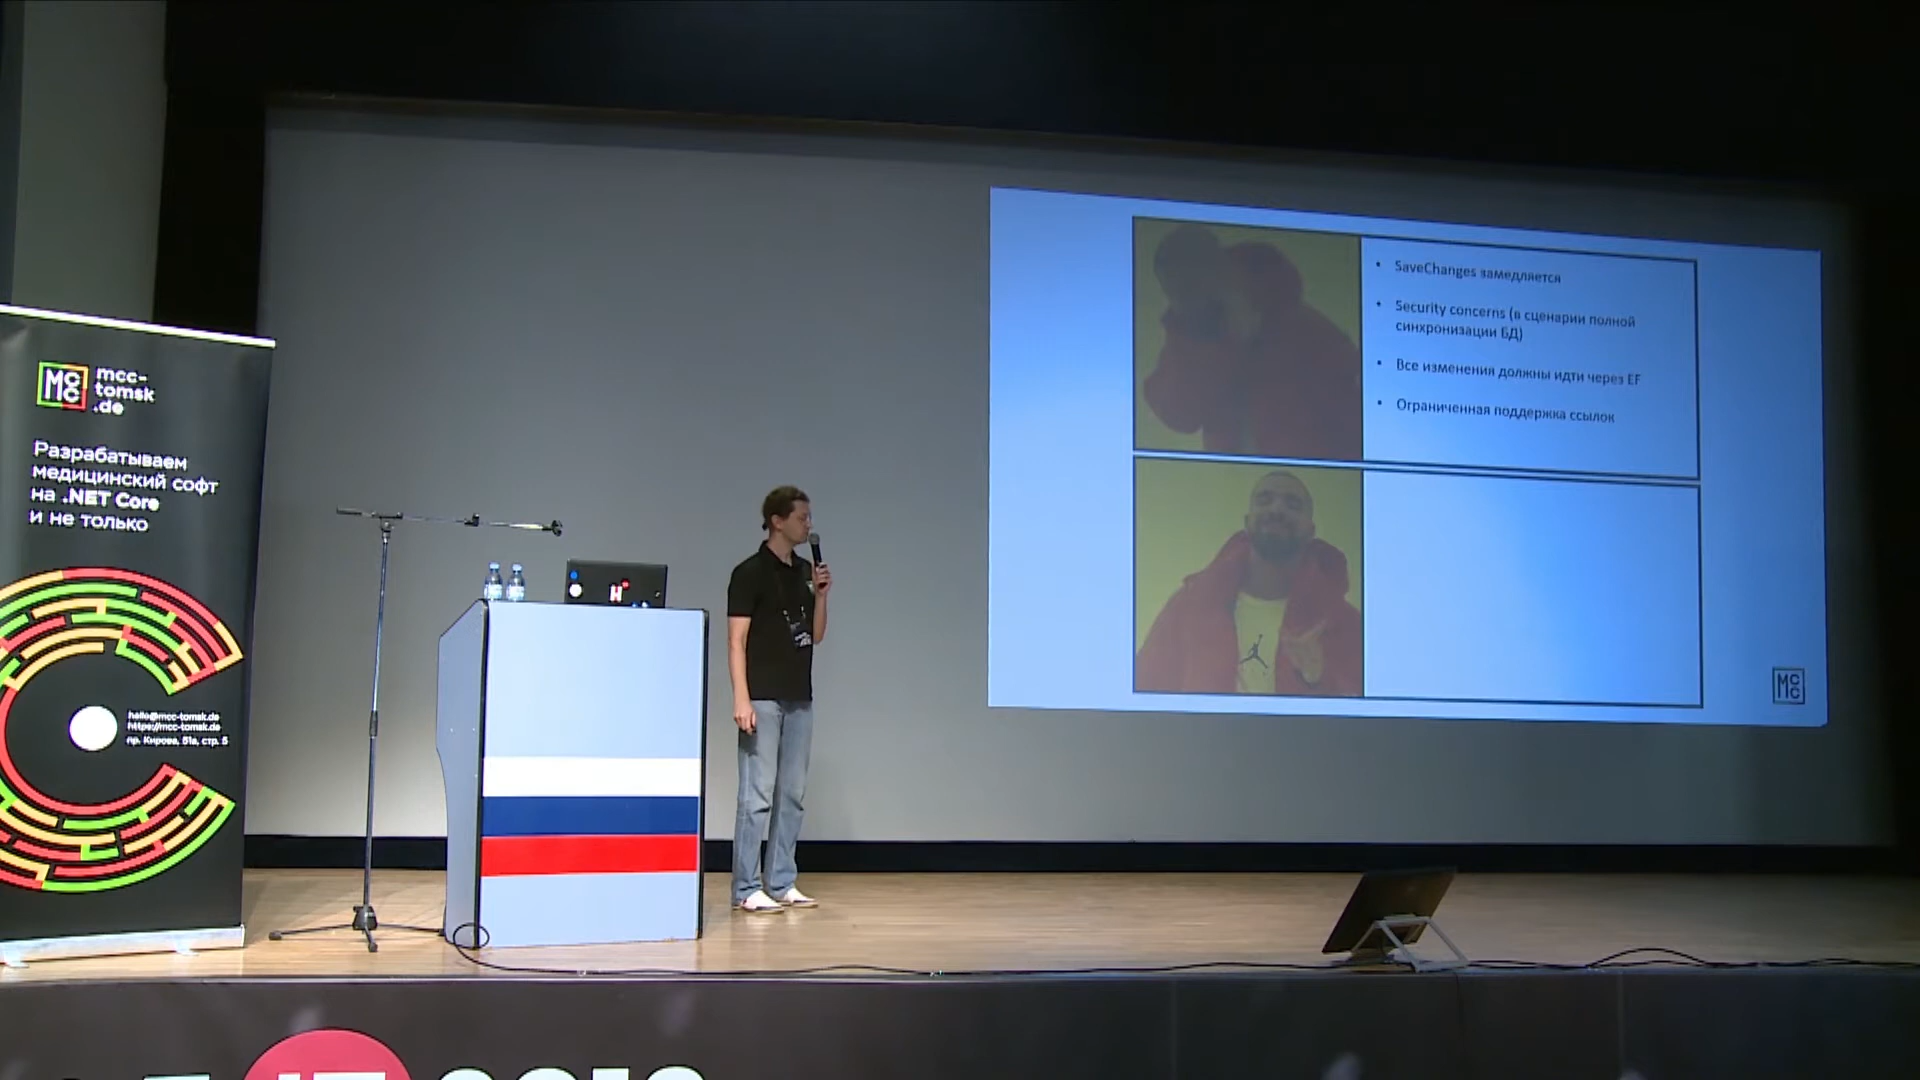 MCC
mcc-
tomsk
.de
Разрабатываем
медицинский софт
на .NET Core
и не только
hello@mcc-tomsk.de
https://mcc-tomsk.de
пр. Кирова, 51а, стр. 5
H
• SaveChanges замедляется
• Security concerns (в сценарии полной
синхронизации БД)
• Все изменения должны идти через EF
• Ограниченная поддержка ссылок
MCC